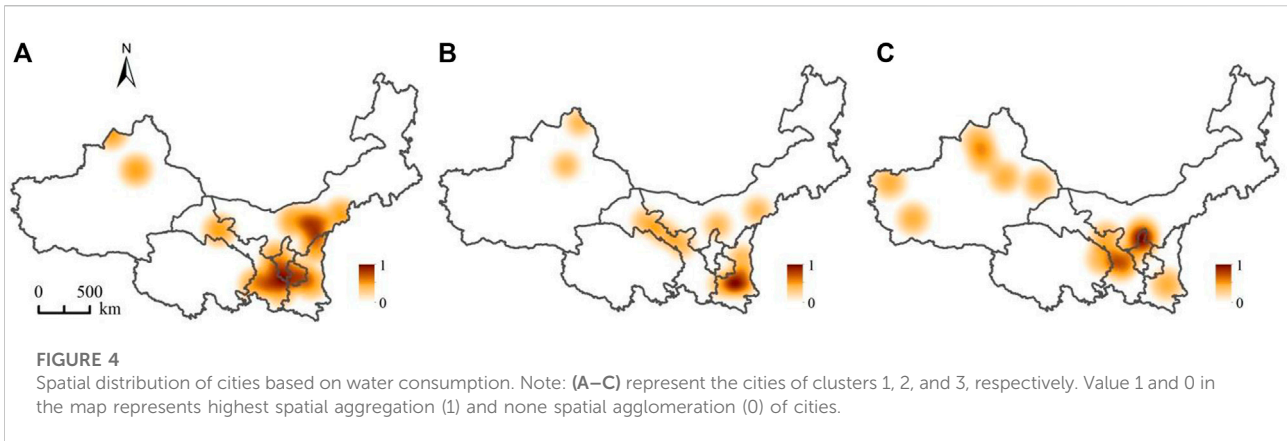 A
B
C
N
1
0
1
0
1
0
0 500
km
FIGURE 4
Spatial distribution of cities based on water consumption. Note: (A–C) represent the cities of clusters 1, 2, and 3, respectively. Value 1 and 0 in
the map represents highest spatial aggregation (1) and none spatial agglomeration (0) of cities.